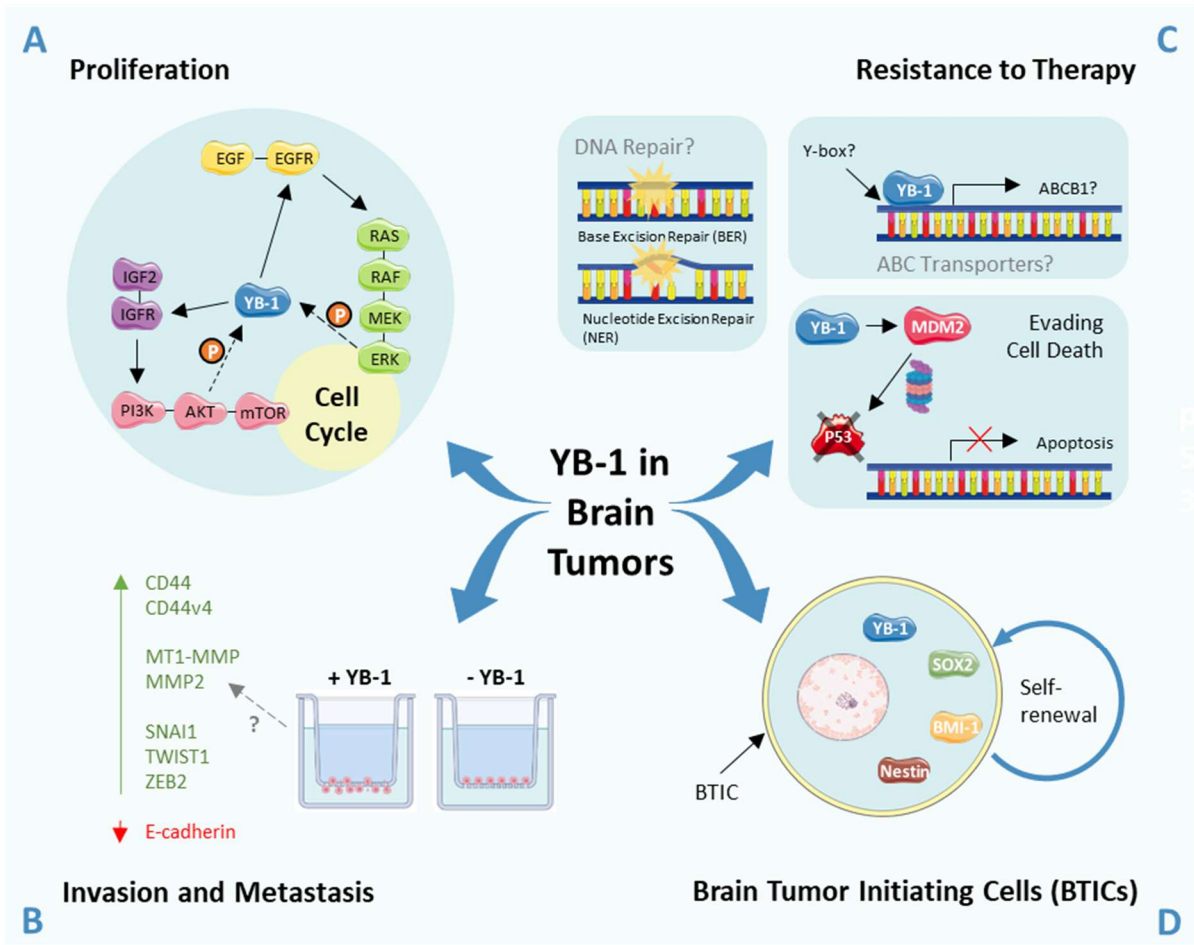 A
Proliferation
EGF
EGFR
RAS
RAF
MEK
ERK
IGF2
IGFR
YB-1
P
P
PI3K
AKT
mTOR
Cell
Cycle
C
Resistance to Therapy
DNA Repair?
Base Excision Repair (BER)
Nucleotide Excision Repair
(NER)
Y-box?
YB-1
ABCB1?
ABC Transporters?
YB-1
MDM2
Evading
Cell Death
P53
Apoptosis
YB-1 in
Brain
Tumors
CD44
CD44v4
MT1-MMP
MMP2
SNAI1
TWIST1
ZEB2
E-cadherin
?
+ YB-1
- YB-1
Invasion and Metastasis
B
YB-1
SOX2
BMI-1
Nestin
BTIC
Self-
renewal
Brain Tumor Initiating Cells (BTICs)
D